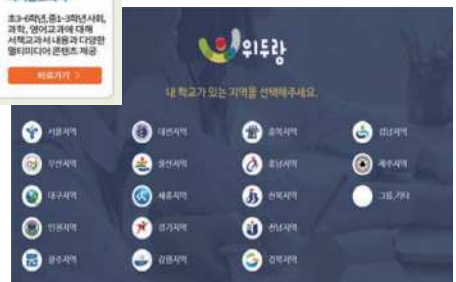 초3~6학년, 중1~3학년 사회,
과학, 영어교과에 대해
서책교과서 내용과 다양한
멀티미디어 콘텐츠 제공
바로가기 >
위두랑
내 학교가 있는 지역을 선택해주세요.
서울지역
대전지역
충북지역
경남지역
부산지역
울산지역
충남지역
제주지역
대구지역
세종지역
전북지역
그룹,기타
인천지역
경기지역
전남지역
광주지역
강원지역
경북지역